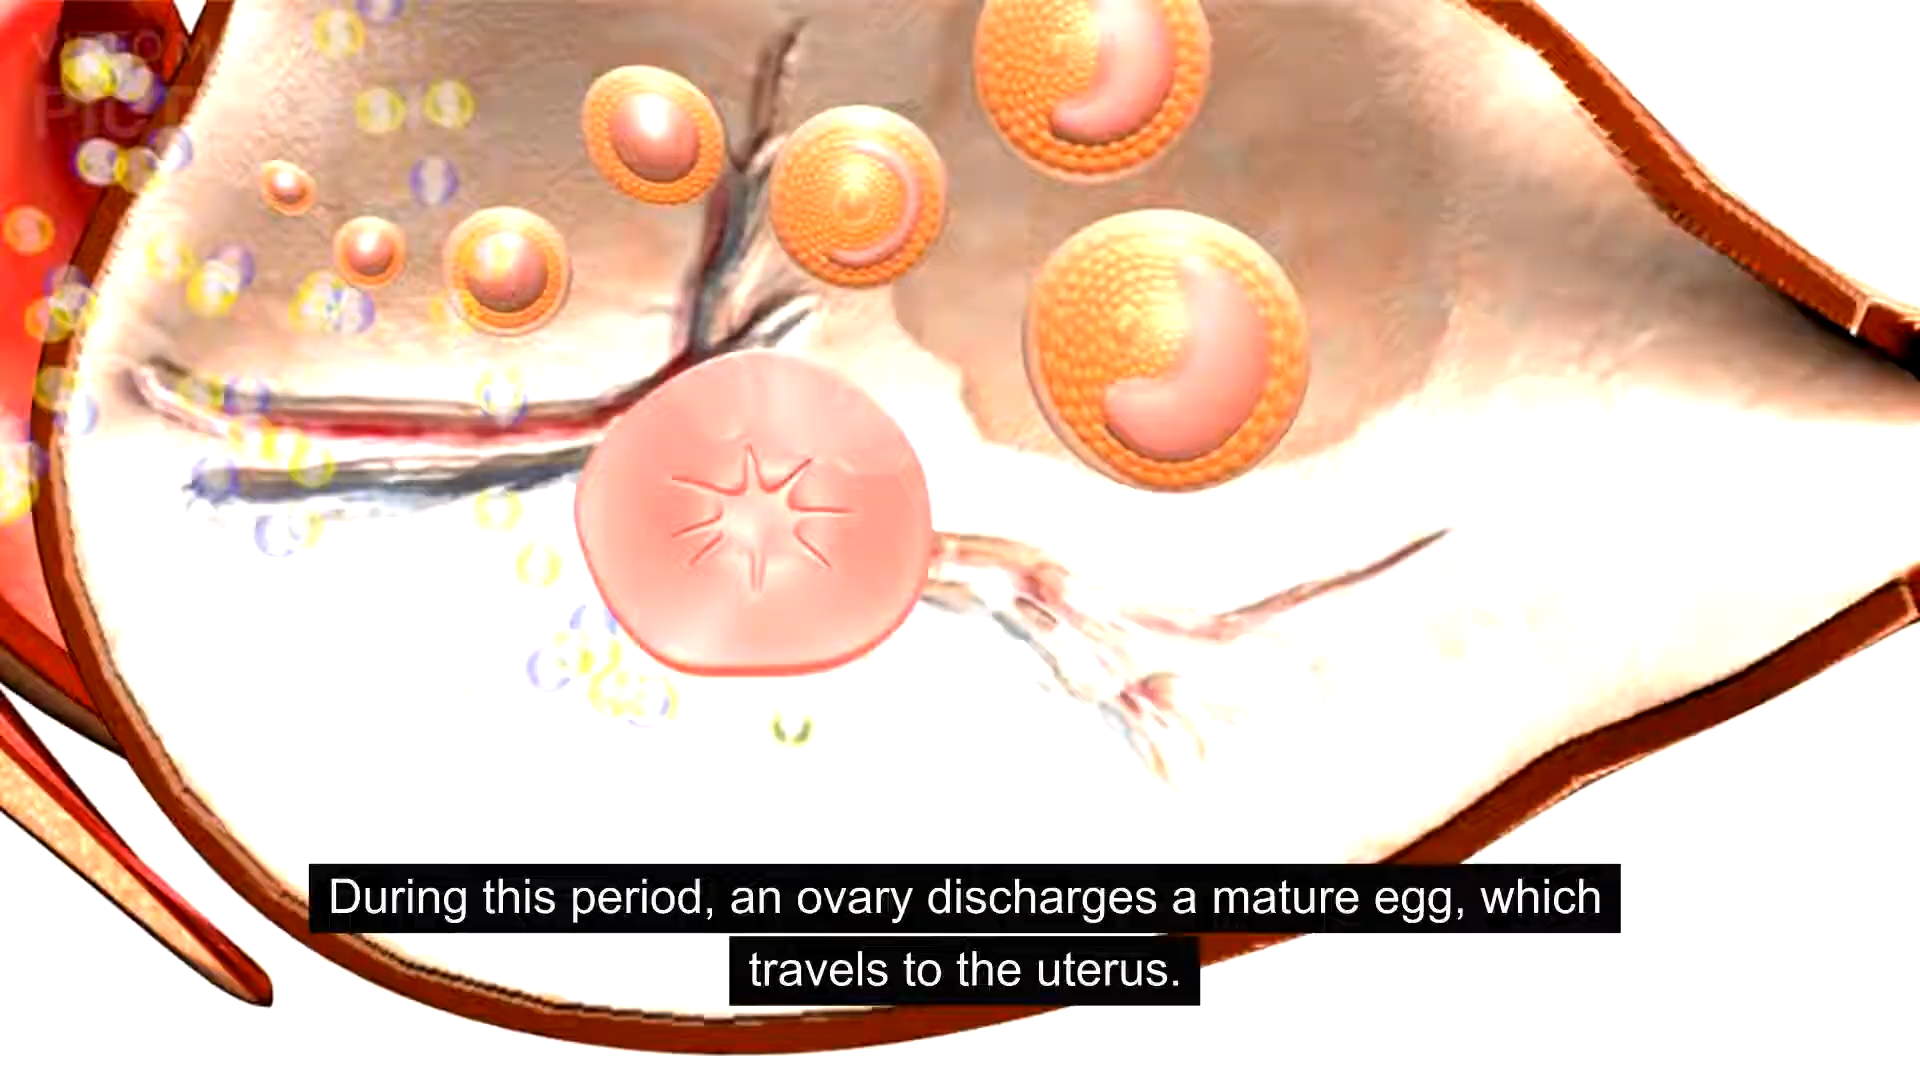 During this period, an ovary discharges a mature egg, which
travels to the uterus.